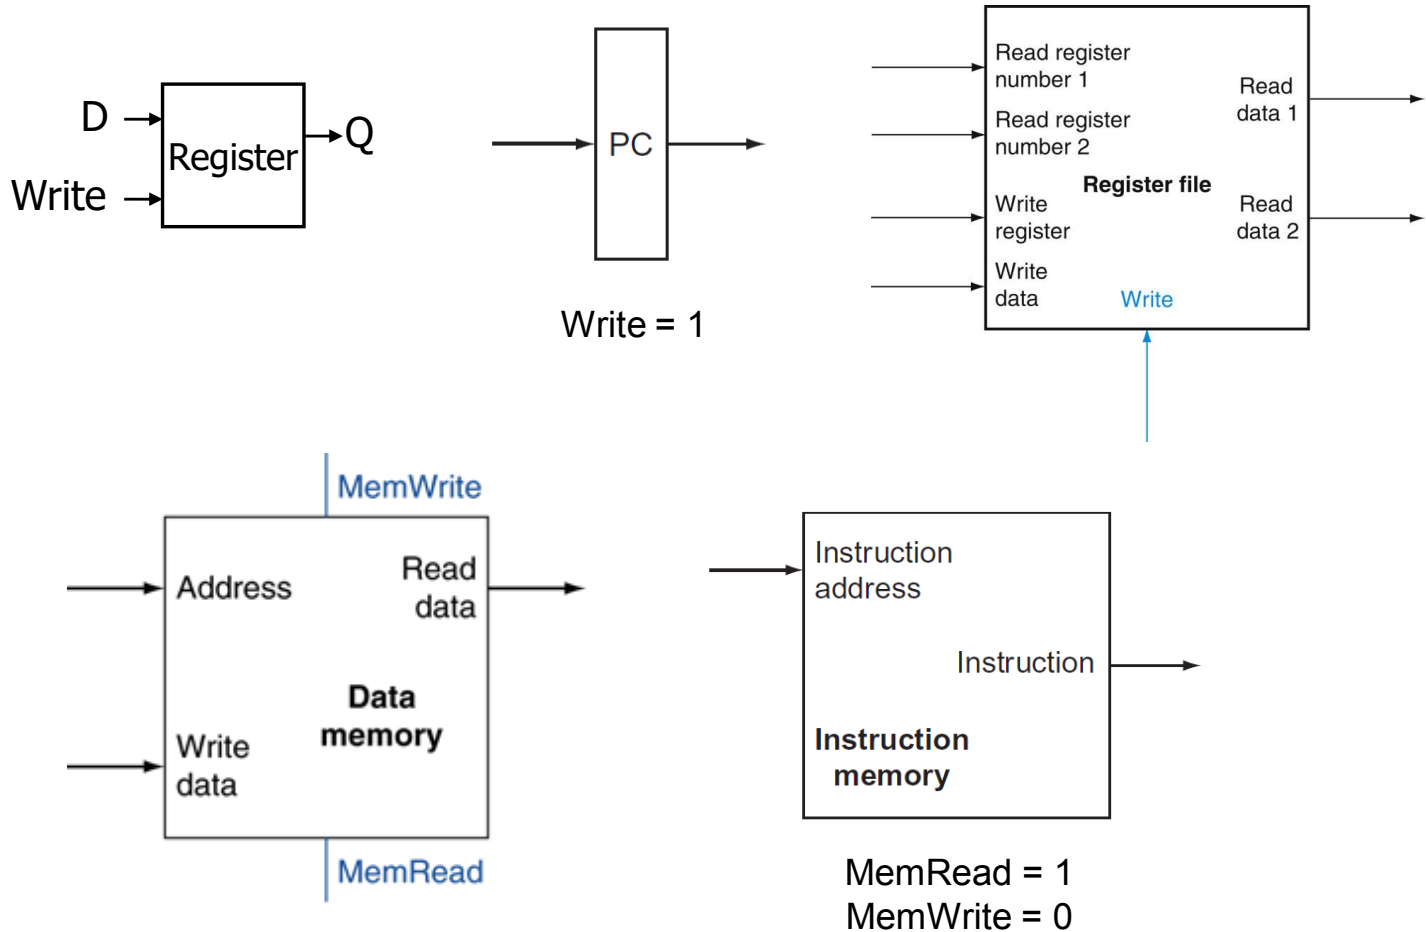 D
Write
Register
Q
PC
Write = 1
Read register
number 1
Read register
number 2
Write
register
Write
data
Register file
Read
data 1
Read
data 2
Write
MemWrite
Address
Read
data
Data
memory
Write
data
MemRead
Instruction
address
Instruction
Instruction
memory
MemRead = 1
MemWrite = 0